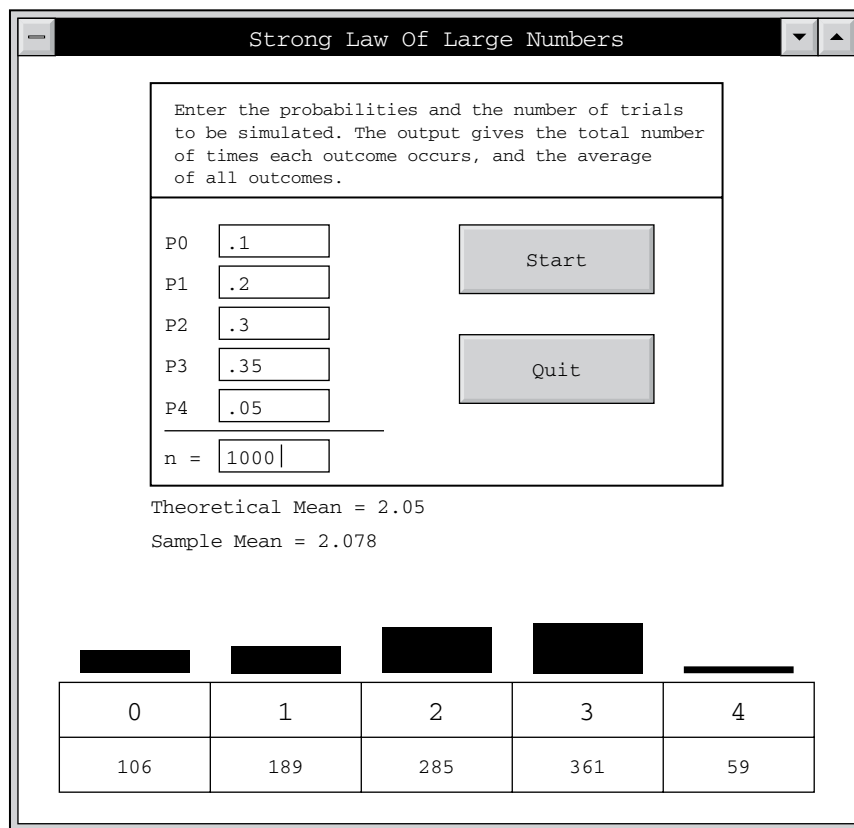 Strong Law Of Large Numbers
Enter the probabilities and the number of trials
to be simulated. The output gives the total number
of times each outcome occurs, and the average
of all outcomes.
P0 .1
P1 .2
P2 .3
P3 .35
P4 .05
n = 1000
Start
Quit
Theoretical Mean = 2.05
Sample Mean = 2.078
0 1 2 3 4
106 189 285 361 59